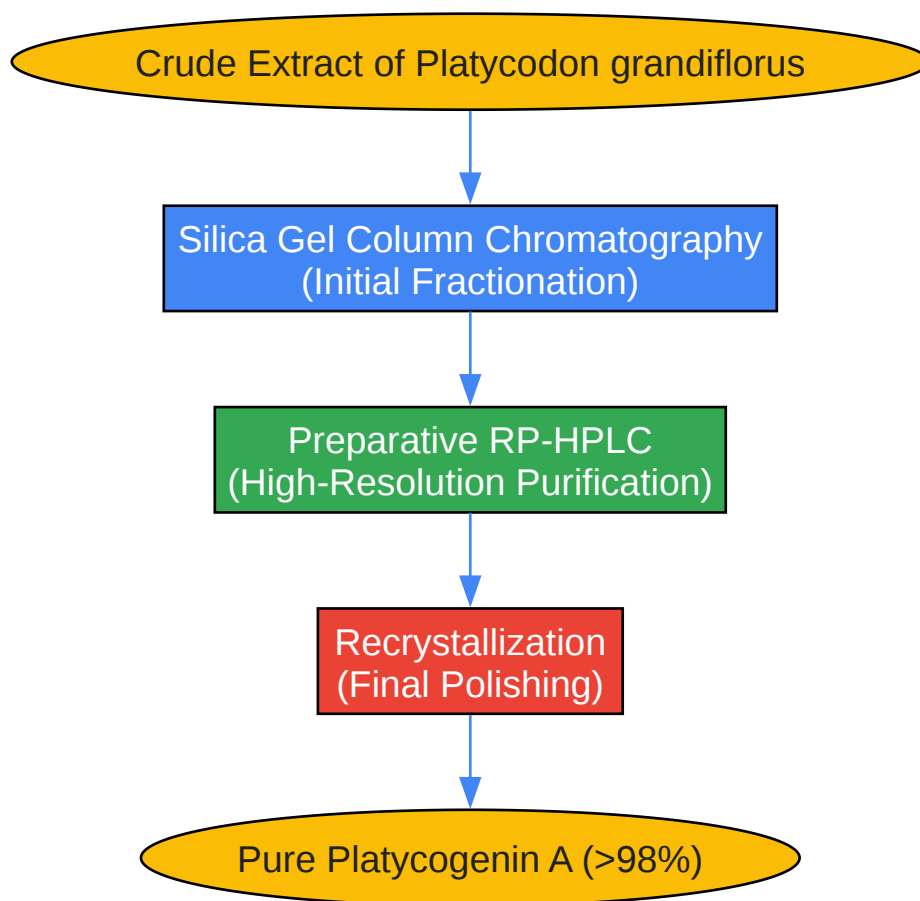 Crude Extract of Platycodon grandiflorus
Silica Gel Column Chromatography
(Initial Fractionation)
Preparative RP-HPLC
(High-Resolution Purification)
Recrystallization
(Final Polishing)
Pure Platycogenin A (>98%)